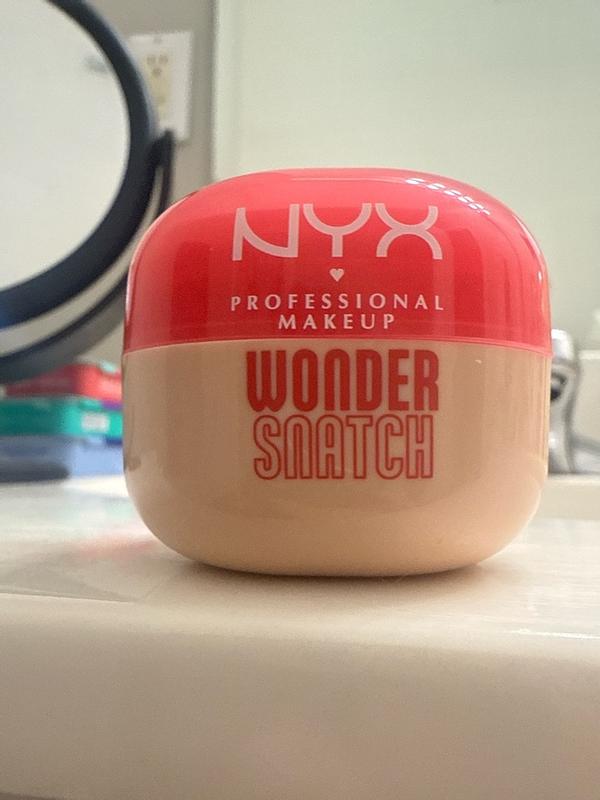 NYX
PROFESSIONAL
MAKEUP
WONDER
SNATCH